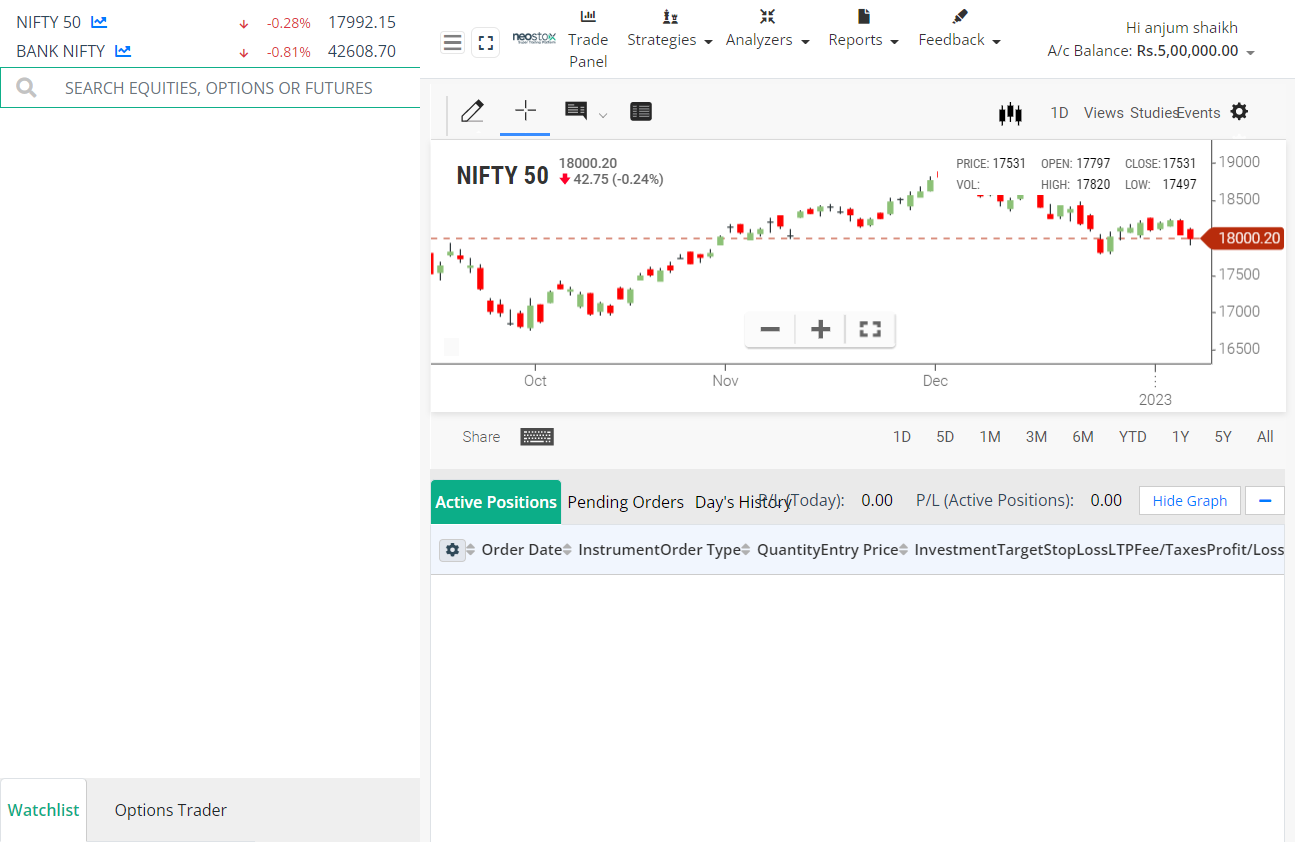 NIFTY 50 -0.28% 17992.15
BANK NIFTY -0.81% 42608.70
SEARCH EQUITIES, OPTIONS OR FUTURES
Watchlist Options Trader
neostox
Trade Panel
Strategies
Analyzers
Reports
Feedback
Hi anjum shaikh
A/c Balance: Rs.5,00,000.00
1D Views Studies Events
NIFTY 50
18000.20
42.75 (-0.24%)
PRICE: 17531 OPEN: 17797 CLOSE: 17531
VOL: HIGH: 17820 LOW: 17497
19000
18500
18000.20
17500
17000
16500
Oct Nov Dec
2023
Share 1D 5D 1M 3M 6M YTD 1Y 5Y All
Active Positions Pending Orders Day's History P/L (Today): 0.00 P/L (Active Positions): 0.00 Hide Graph
Order Date Instrument Order Type Quantity Entry Price Investment Target StopLoss LTP Fee/Taxes Profit/Loss